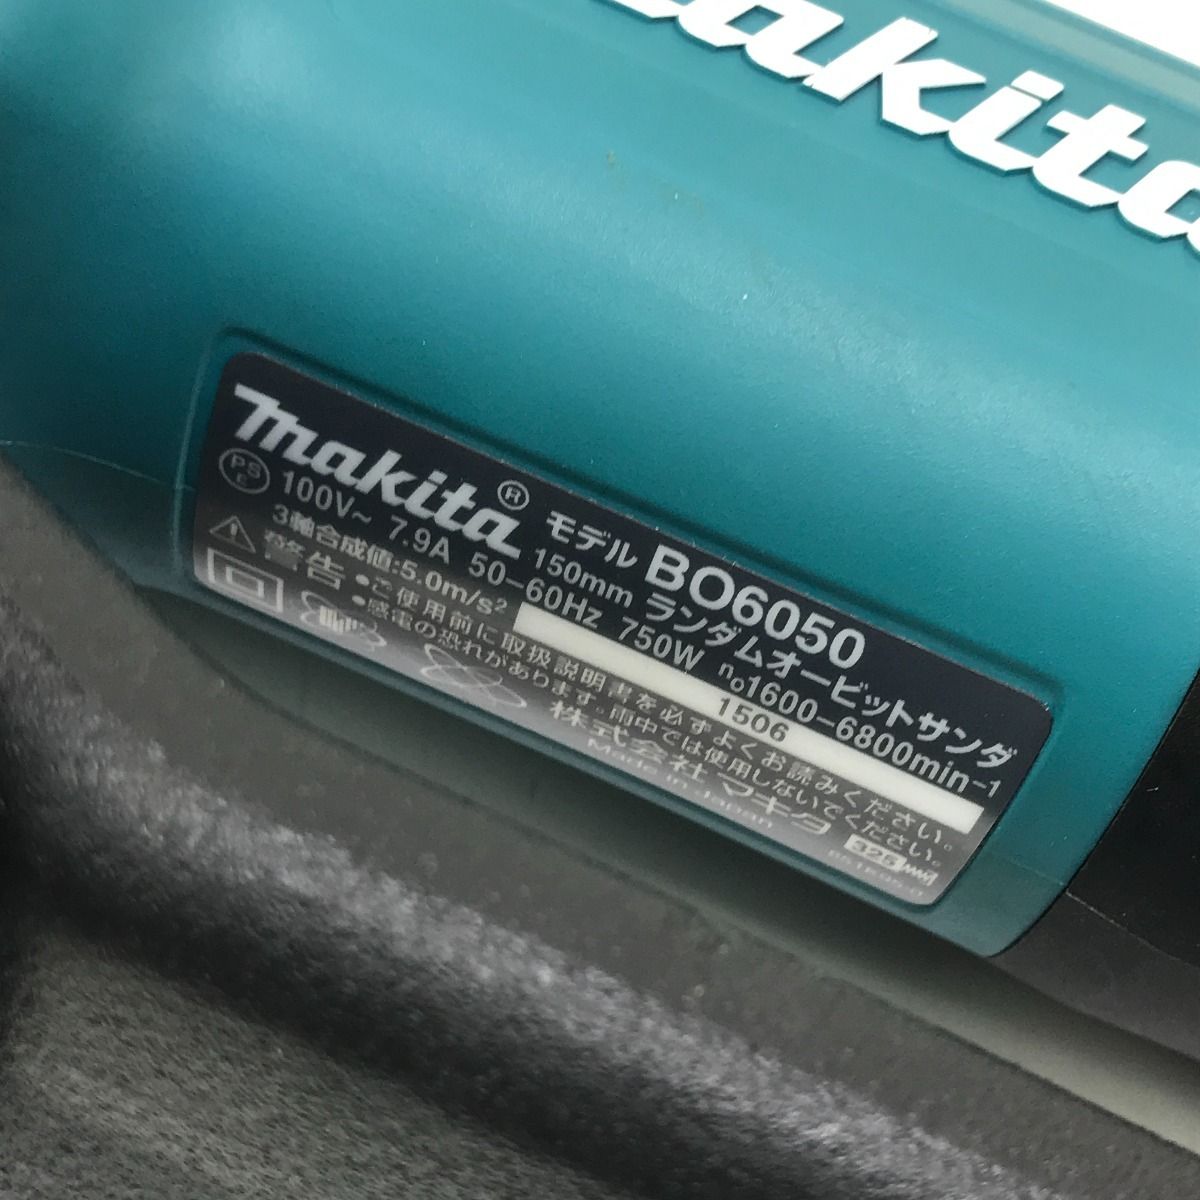 makita
makita®
モデル BO6050
PSE
150mm ランダムオービットサンダ
100V~ 7.9A 50-60Hz 750W n₀1600-6800min-1
3軸合成値:5.0m/s²
1506
警告
•ご使用前に取扱説明書を必ずよくお読みください。
•感電の恐れがあります。雨中では使用しないでください。
株式会社マキタ
Made in Japan
325